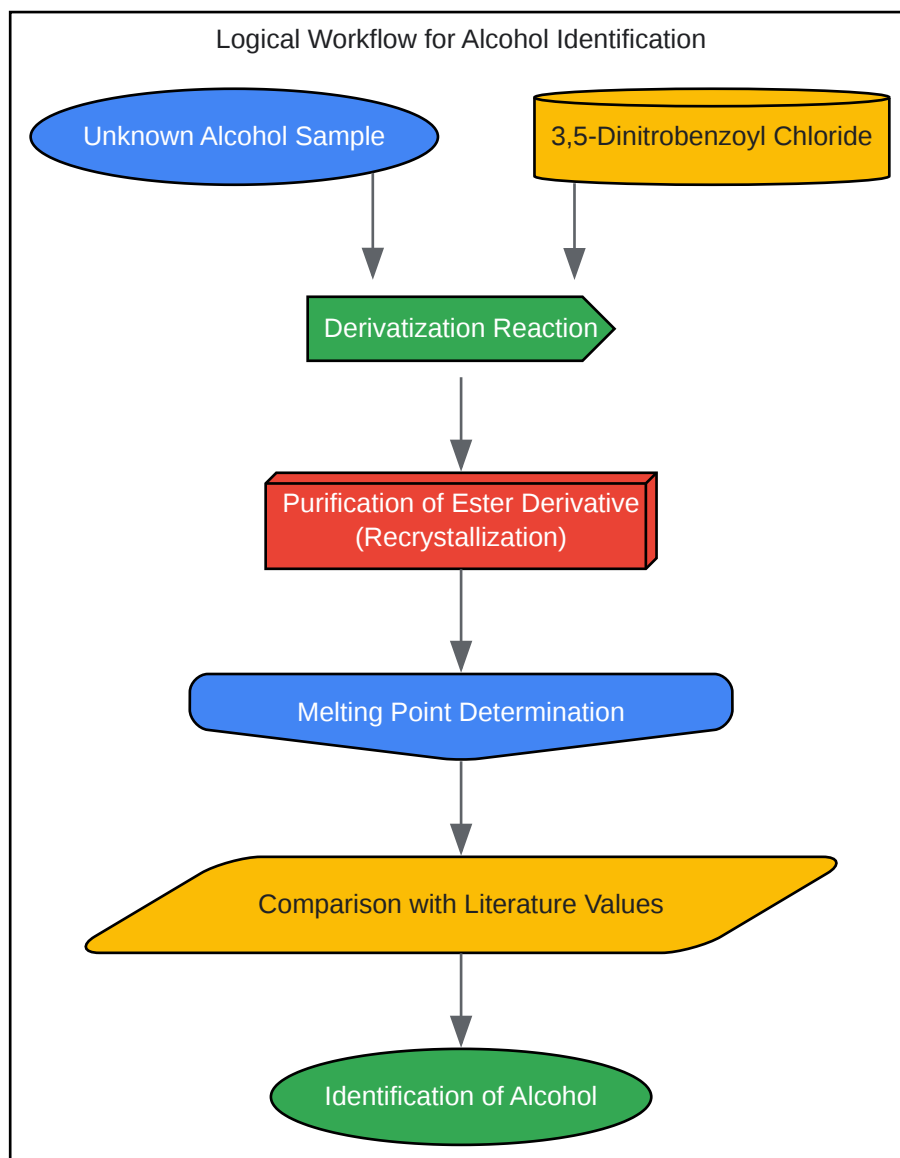 Logical Workflow for Alcohol Identification
Unknown Alcohol Sample
3,5-Dinitrobenzoyl Chloride
Derivatization Reaction
Purification of Ester Derivative
(Recrystallization)
Melting Point Determination
Comparison with Literature Values
Identification of Alcohol